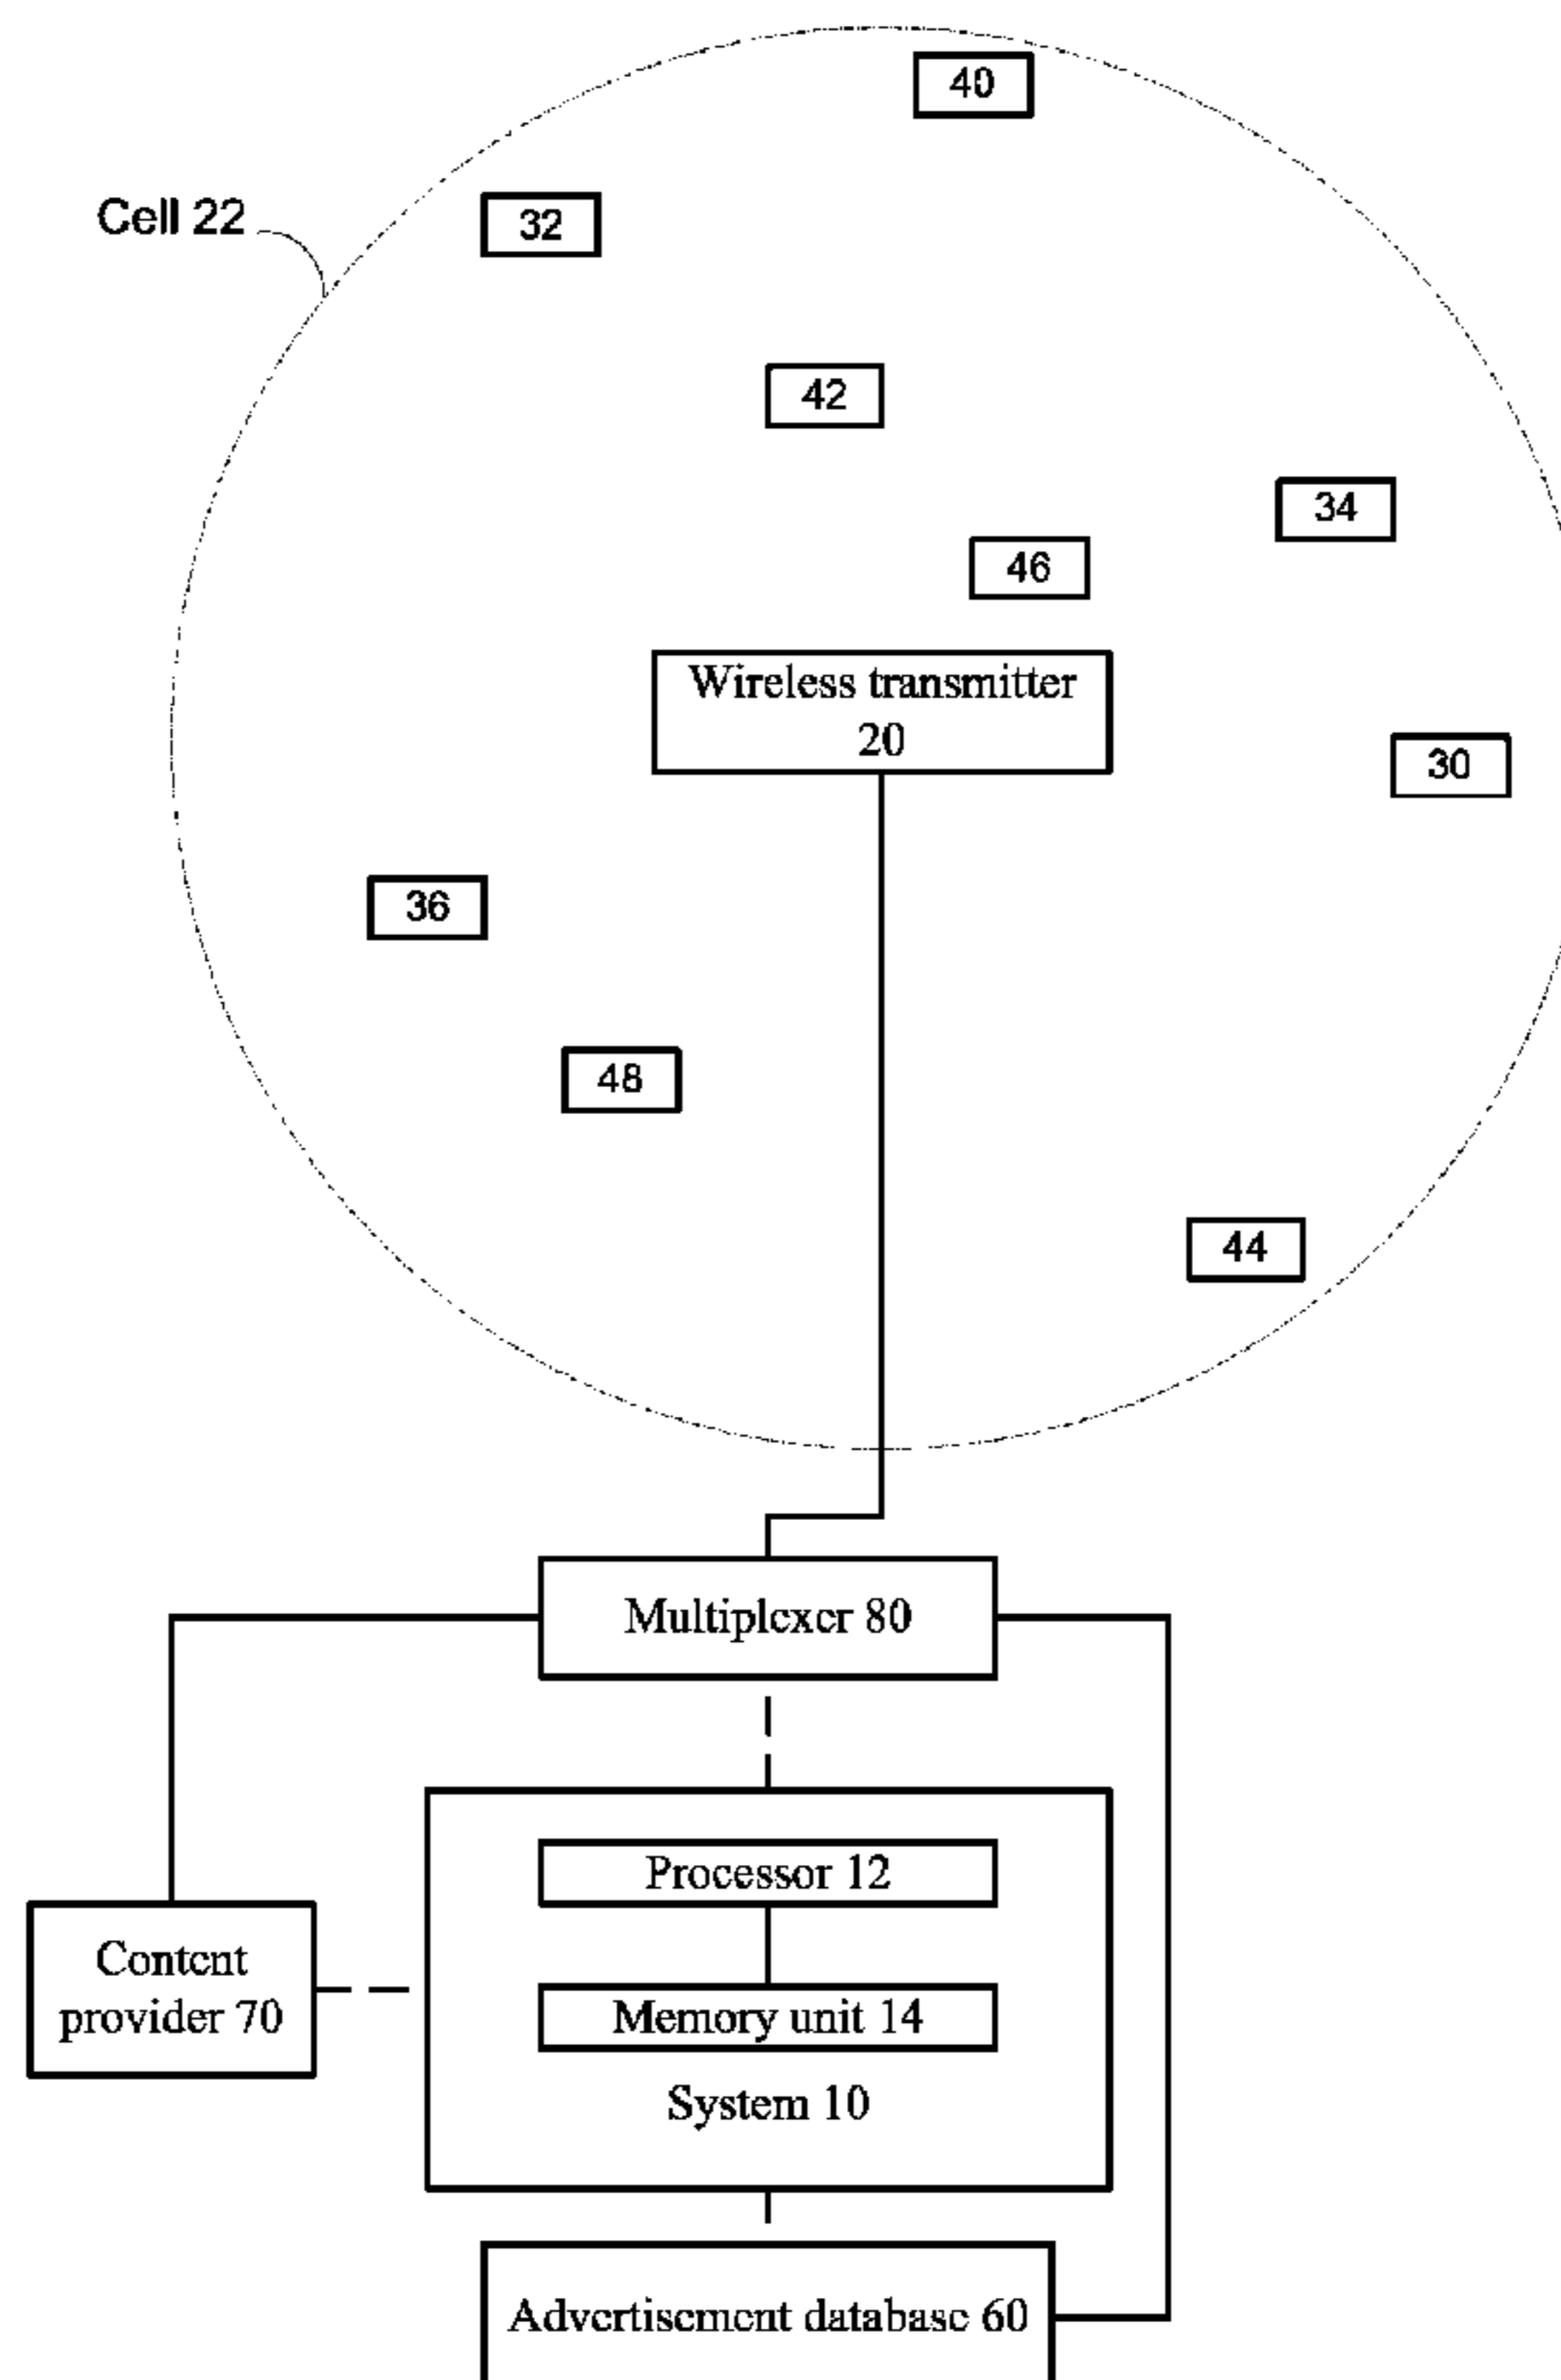 40
Cell 22
32
42
34
46
Wireless transmitter
20
30
36
48
44
Multiplexer 80
Processor 12
Content
provider 70
Memory unit 14
System 10
Advertisement database 60